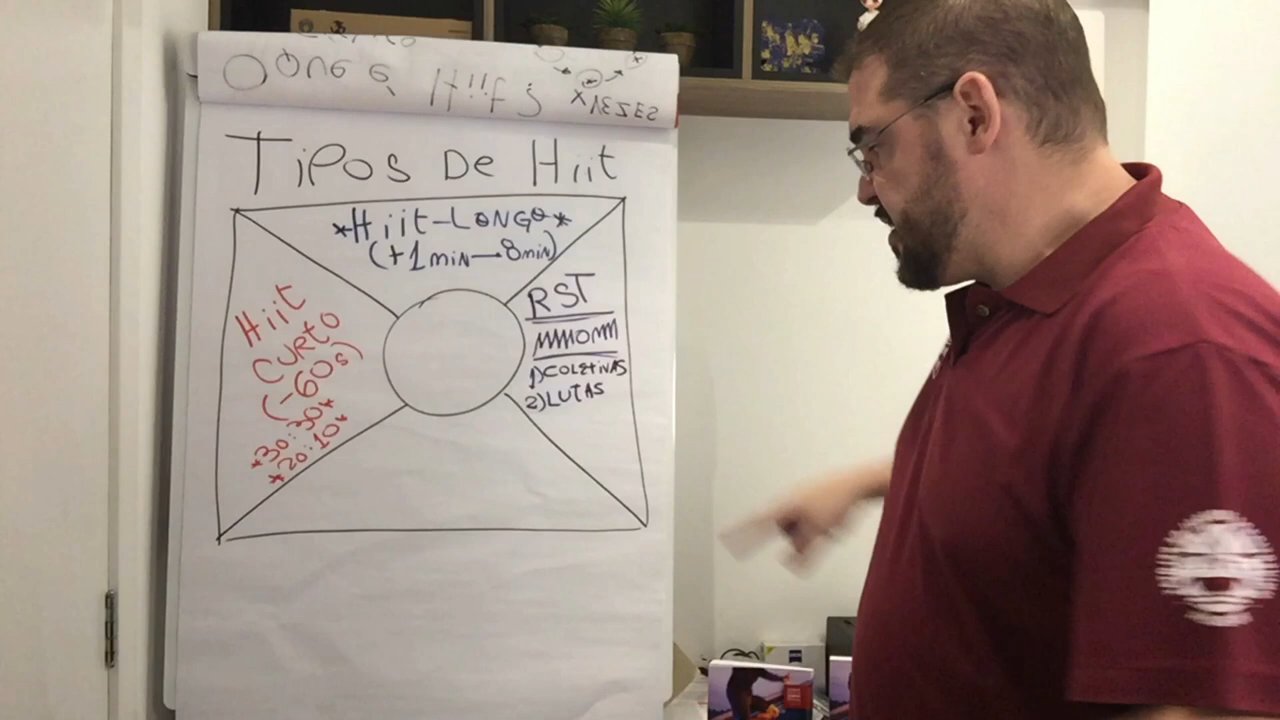 TiPOS De Hiit
*Hiit-LONGO*
(+1min→8min)
Hiit
CURTO
(-60s)
*30:30*
*20:10*
RST
1)COLETIVAS
2)LUTAS